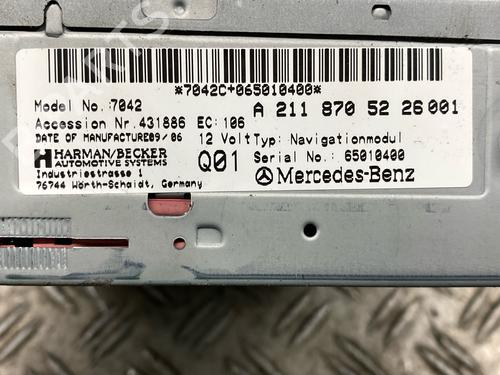 *7042C+065010400*
Model No.:7042
A 211 870 52 26 001
Accession Nr.431886 EC:106
DATE OF MANUFACTURE09/06
12 Volt Typ: Navigationmodul
HARMAN/BECKER
AUTOMOTIVE SYSTEMS
Q01
Serial No.: 65010400
Industriestrasse 1
76744 Wörth-Schaidt, Germany
Mercedes-Benz